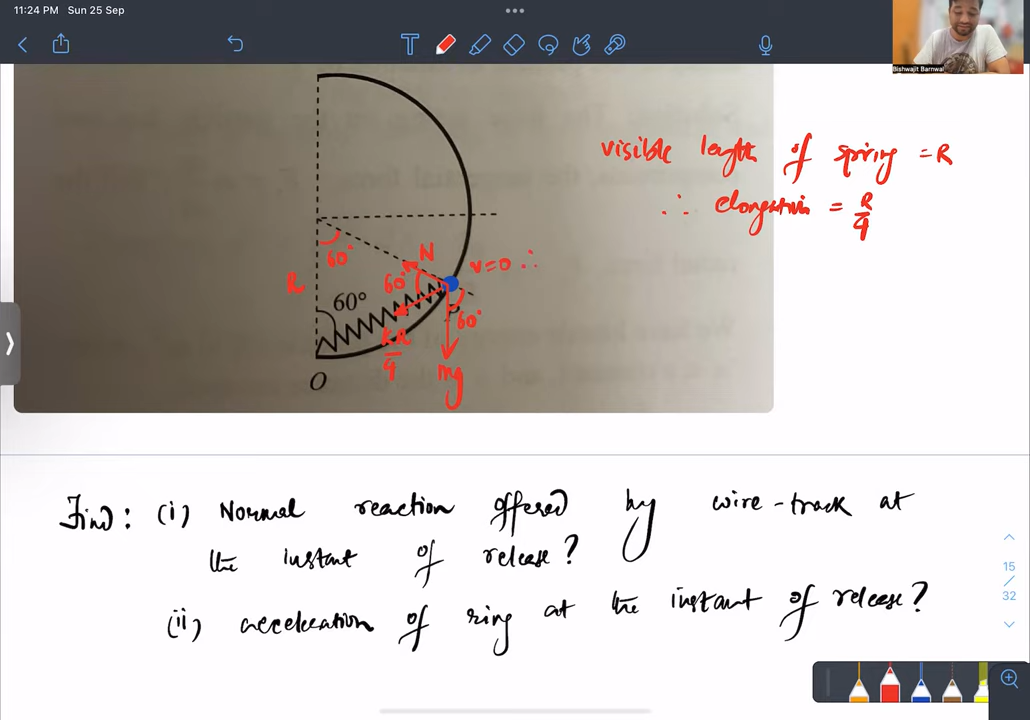 11:24 PM Sun 25 Sep
Bishwajit Barnwal
visible length of spring = R
∴ elongation = R/4
60°
N
v=0 ∴
60°
R
60°
60°
KR/4
mg
O
Find: (i) Normal reaction offered by wire-track at
the instant of release?
(ii) acceleration of ring at the instant of release?
15
/
32